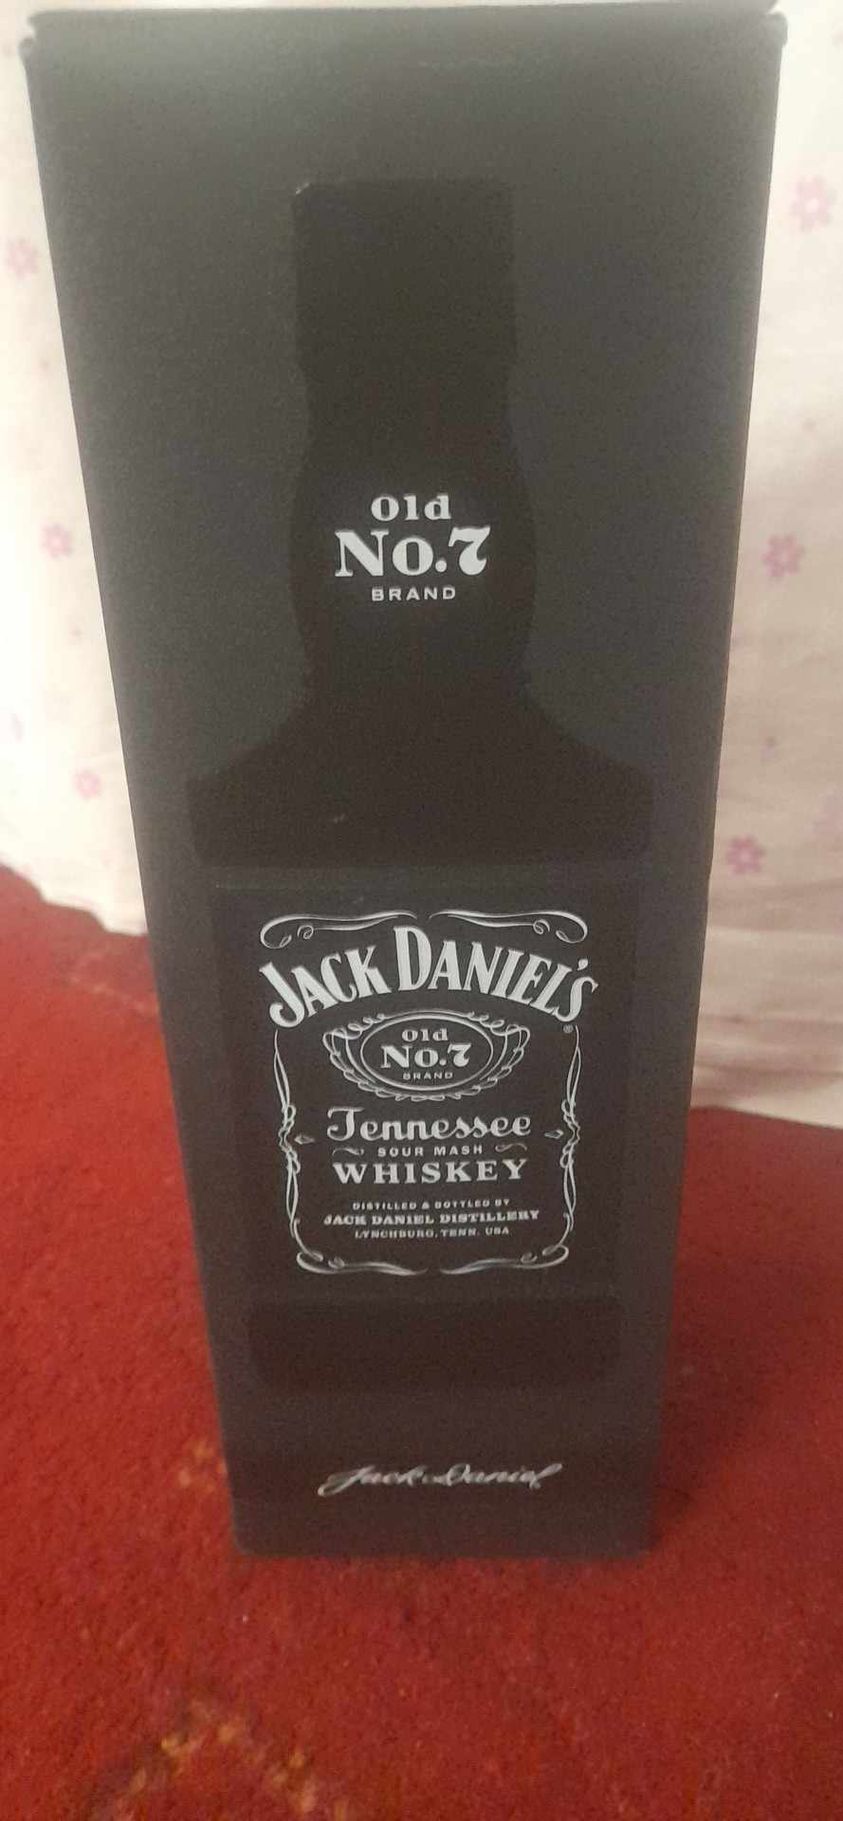 Old
No.7
BRAND
JACK DANIEL'S
Old
No.7
BRAND
Tennessee
SOUR MASH
WHISKEY
DISTILLED & BOTTLED BY
JACK DANIEL DISTILLERY
LYNCHBURG, TENN. USA
Jack Daniel